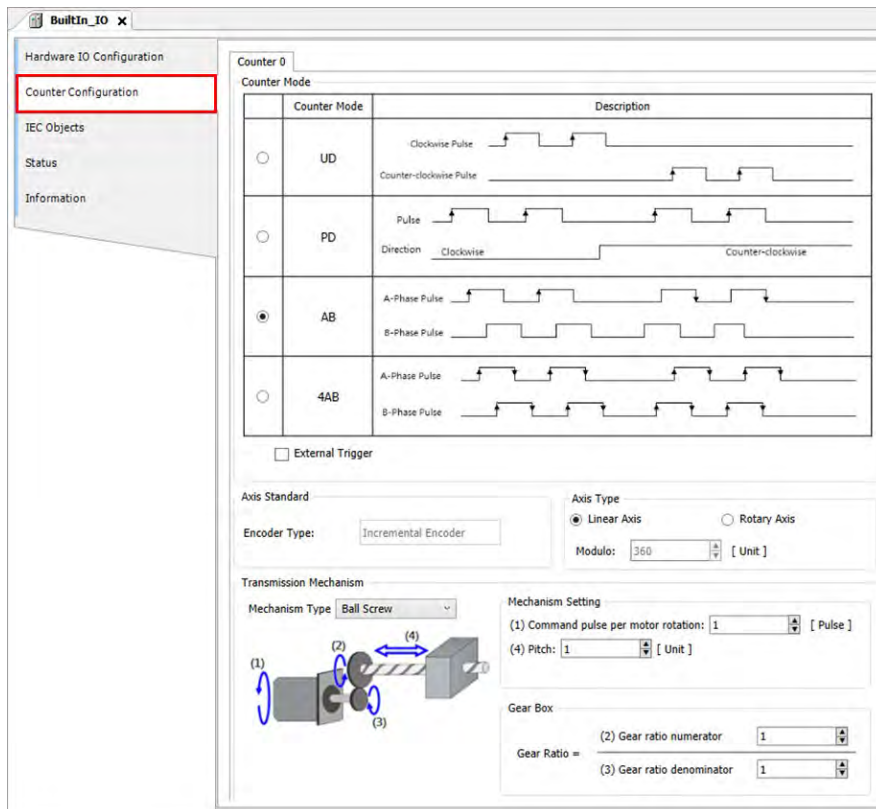 BuiltIn_IO x
Hardware IO Configuration
Counter Configuration
IEC Objects
Status
Information
Counter 0
Counter Mode
Counter Mode Description
UD
Clockwise Pulse
Counter-clockwise Pulse
PD
Pulse
Direction Clockwise Counter-clockwise
AB
A-Phase Pulse
B-Phase Pulse
4AB
A-Phase Pulse
B-Phase Pulse
External Trigger
Axis Standard
Encoder Type: Incremental Encoder
Axis Type
Linear Axis Rotary Axis
Modulo: 360 [ Unit ]
Transmission Mechanism
Mechanism Type Ball Screw
(1)
(2)
(4)
(3)
Mechanism Setting
(1) Command pulse per motor rotation: 1 [ Pulse ]
(4) Pitch: 1 [ Unit ]
Gear Box
Gear Ratio =
(2) Gear ratio numerator 1
(3) Gear ratio denominator 1